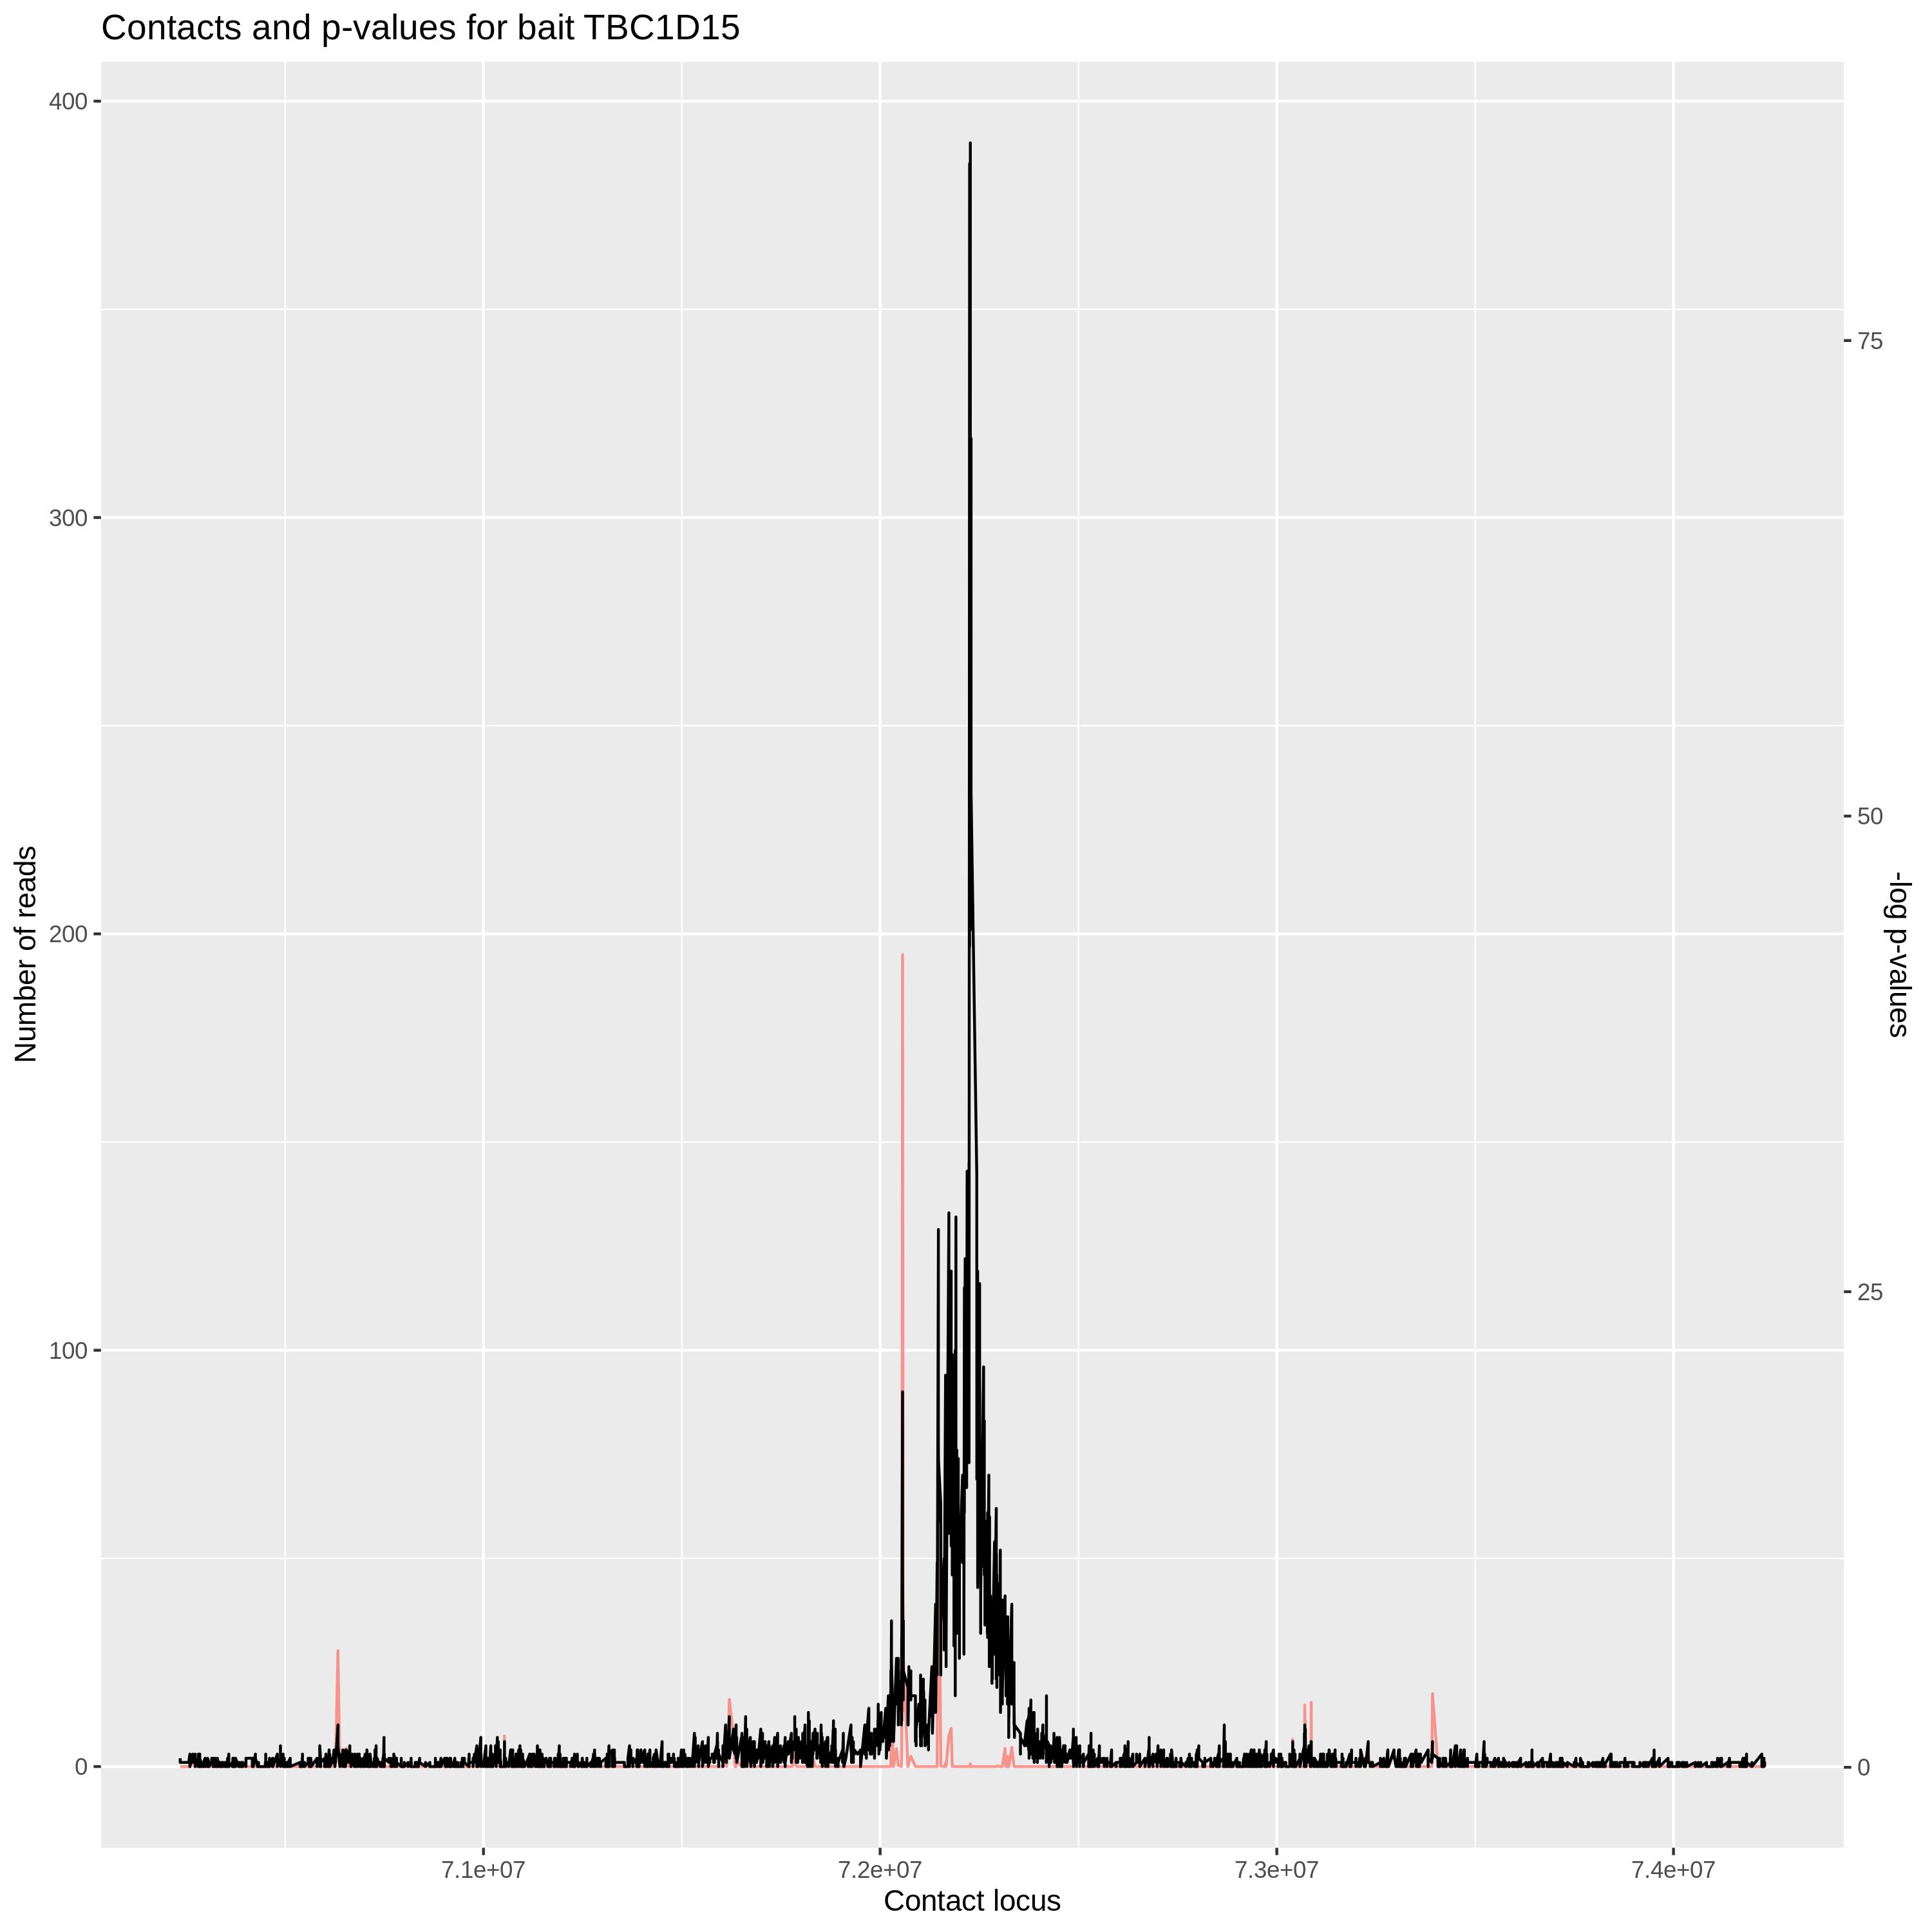 Contacts and p-values for bait TBC1D15
400
300
200
100
0
Number of reads
75
50
25
0
-log p-values
7.1e+07
7.2e+07
7.3e+07
7.4e+07
Contact locus